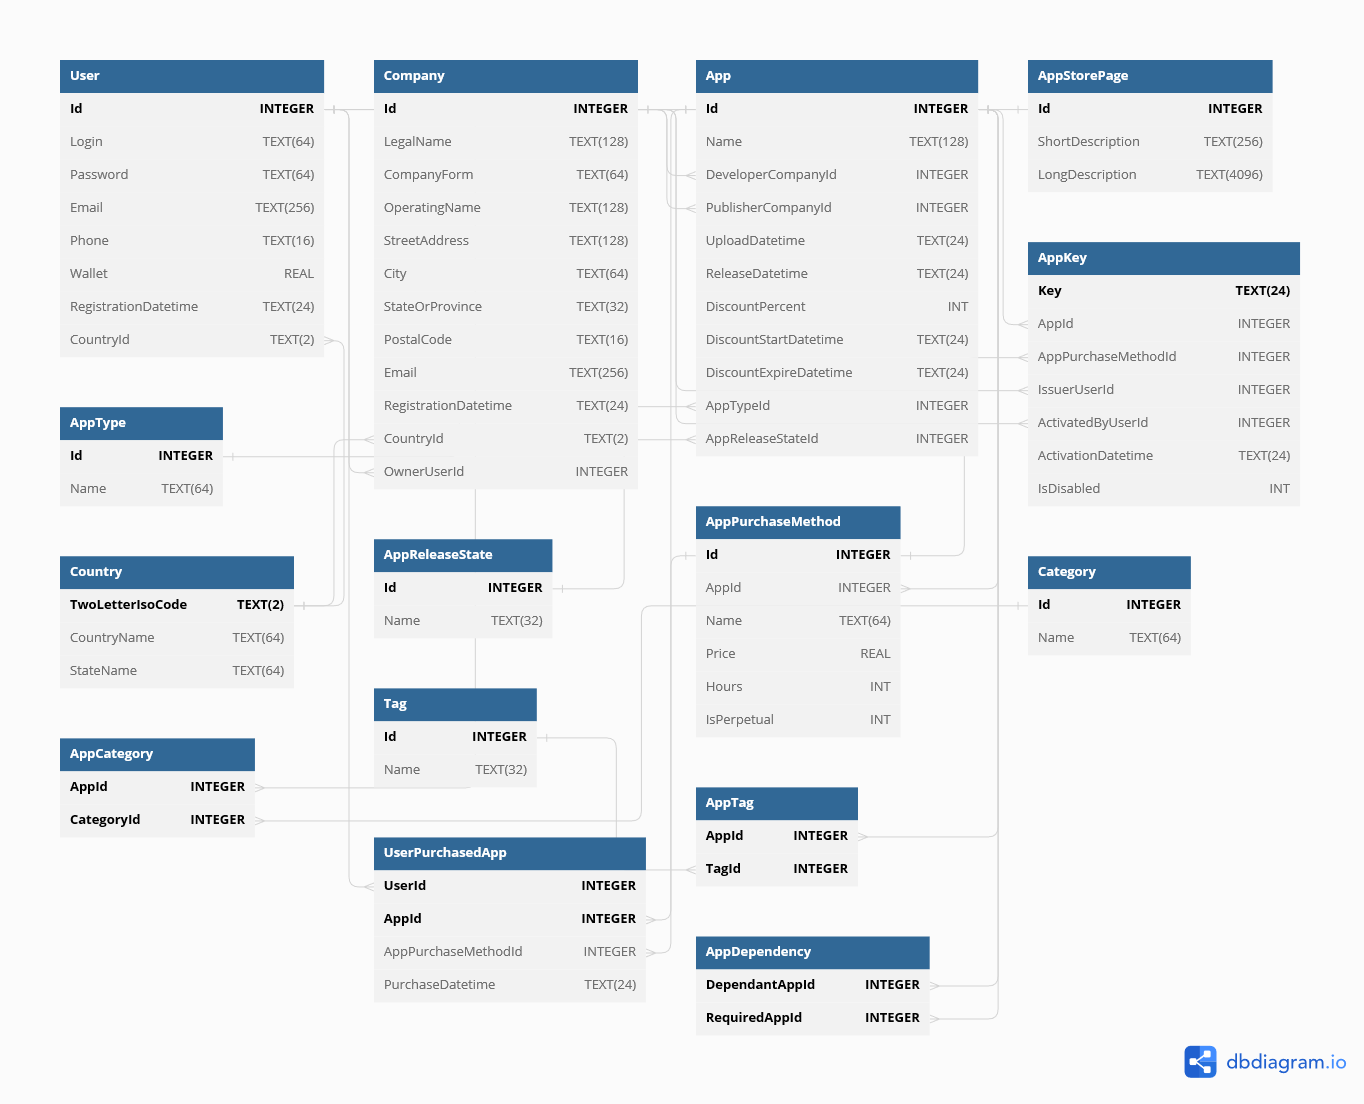 User
Id INTEGER
Login TEXT(64)
Password TEXT(64)
Email TEXT(256)
Phone TEXT(16)
Wallet REAL
RegistrationDatetime TEXT(24)
CountryId TEXT(2)
Company
Id INTEGER
LegalName TEXT(128)
CompanyForm TEXT(64)
OperatingName TEXT(128)
StreetAddress TEXT(128)
City TEXT(64)
StateOrProvince TEXT(32)
PostalCode TEXT(16)
Email TEXT(256)
RegistrationDatetime TEXT(24)
CountryId TEXT(2)
OwnerUserId INTEGER
App
Id INTEGER
Name TEXT(128)
DeveloperCompanyId INTEGER
PublisherCompanyId INTEGER
UploadDatetime TEXT(24)
ReleaseDatetime TEXT(24)
DiscountPercent INT
DiscountStartDatetime TEXT(24)
DiscountExpireDatetime TEXT(24)
AppTypeId INTEGER
AppReleaseStateId INTEGER
AppStorePage
Id INTEGER
ShortDescription TEXT(256)
LongDescription TEXT(4096)
AppKey
Key TEXT(24)
AppId INTEGER
AppPurchaseMethodId INTEGER
IssuerUserId INTEGER
ActivatedByUserId INTEGER
ActivationDatetime TEXT(24)
IsDisabled INT
AppType
Id INTEGER
Name TEXT(64)
AppReleaseState
Id INTEGER
Name TEXT(32)
AppPurchaseMethod
Id INTEGER
AppId INTEGER
Name TEXT(64)
Price REAL
Hours INT
IsPerpetual INT
Category
Id INTEGER
Name TEXT(64)
Country
TwoLetterIsoCode TEXT(2)
CountryName TEXT(64)
StateName TEXT(64)
Tag
Id INTEGER
Name TEXT(32)
AppCategory
AppId INTEGER
CategoryId INTEGER
UserPurchasedApp
UserId INTEGER
AppId INTEGER
AppPurchaseMethodId INTEGER
PurchaseDatetime TEXT(24)
AppTag
AppId INTEGER
TagId INTEGER
AppDependency
DependantAppId INTEGER
RequiredAppId INTEGER
dbdiagram.io